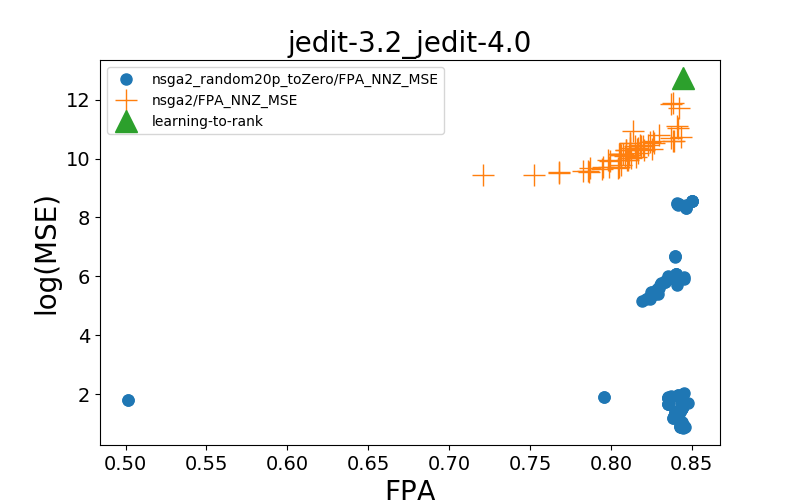 jedit-3.2_jedit-4.0
nsga2_random20p_toZero/FPA_NNZ_MSE
nsga2/FPA_NNZ_MSE
learning-to-rank
log(MSE)
12
10
8
6
4
2
0.50 0.55 0.60 0.65 0.70 0.75 0.80 0.85
FPA